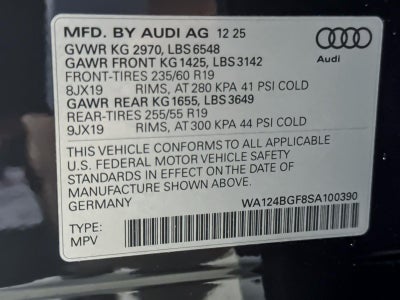 MFD. BY AUDI AG 12 25
GVWR KG 2970, LBS 6548
GAWR FRONT KG 1425, LBS 3142
FRONT-TIRES 235/60 R19
8JX19 RIMS, AT 280 KPA 41 PSI COLD
GAWR REAR KG 1655, LBS 3649
REAR-TIRES 255/55 R19
9JX19 RIMS, AT 300 KPA 44 PSI COLD
Audi
THIS VEHICLE CONFORMS TO ALL APPLICABLE
U.S. FEDERAL MOTOR VEHICLE SAFETY
STANDARDS IN EFFECT ON THE DATE OF
MANUFACTURE SHOWN ABOVE.
GERMANY WA124BGF8SA100390
TYPE:
MPV